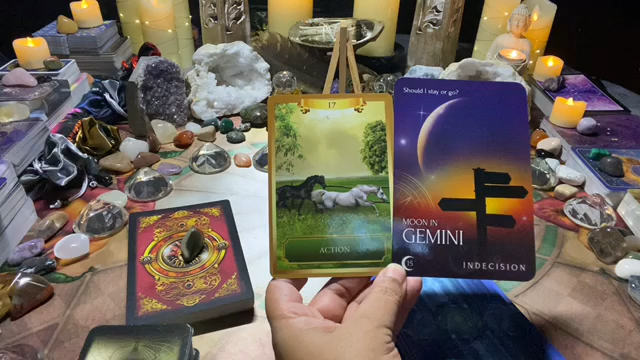 17
ACTION
Should I stay or go?
MOON IN
GEMINI
15
INDECISION